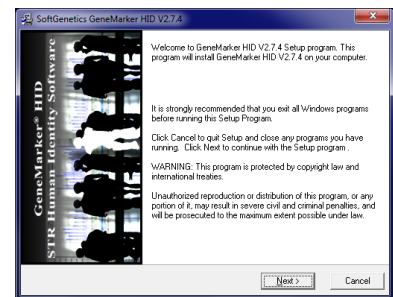 SoftGenetics GeneMarker HID V2.7.4
GeneMarker® HID
STR Human Identity Software
Welcome to GeneMarker HID V2.7.4 Setup program. This
program will install GeneMarker HID V2.7.4 on your computer.
It is strongly recommended that you exit all Windows programs
before running this Setup Program.
Click Cancel to quit Setup and close any programs you have
running. Click Next to continue with the Setup program .
WARNING: This program is protected by copyright law and
international treaties.
Unauthorized reproduction or distribution of this program, or any
portion of it, may result in severe civil and criminal penalties, and
will be prosecuted to the maximum extent possible under law.
Next >
Cancel